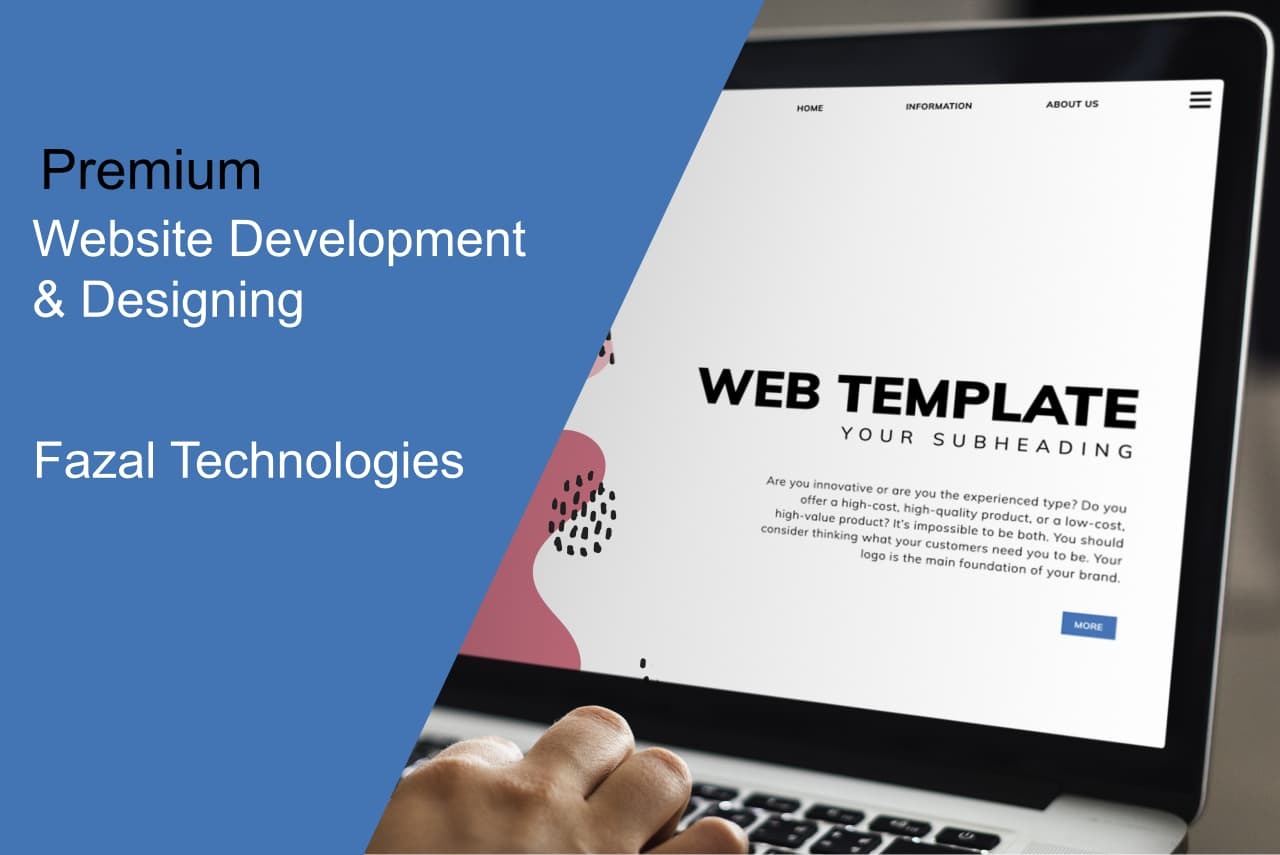 Premium
Website Development
& Designing
Fazal Technologies
HOME
INFORMATION
ABOUT US
WEB TEMPLATE
YOUR SUBHEADING
Are you innovative or are you the experienced type? Do you
offer a high-cost, high-quality product, or a low-cost,
high-value product? It's impossible to be both. You should
consider thinking what your customers need you to be. Your
logo is the main foundation of your brand.
MORE